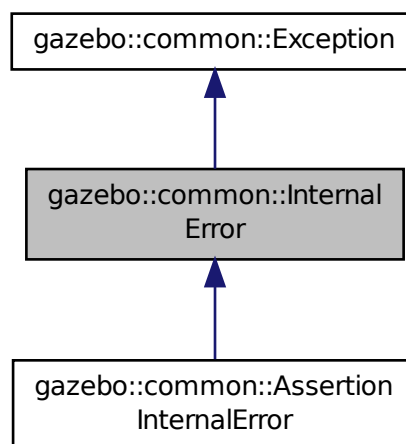 gazebo::common::Exception
gazebo::common::Internal
Error
gazebo::common::Assertion
InternalError